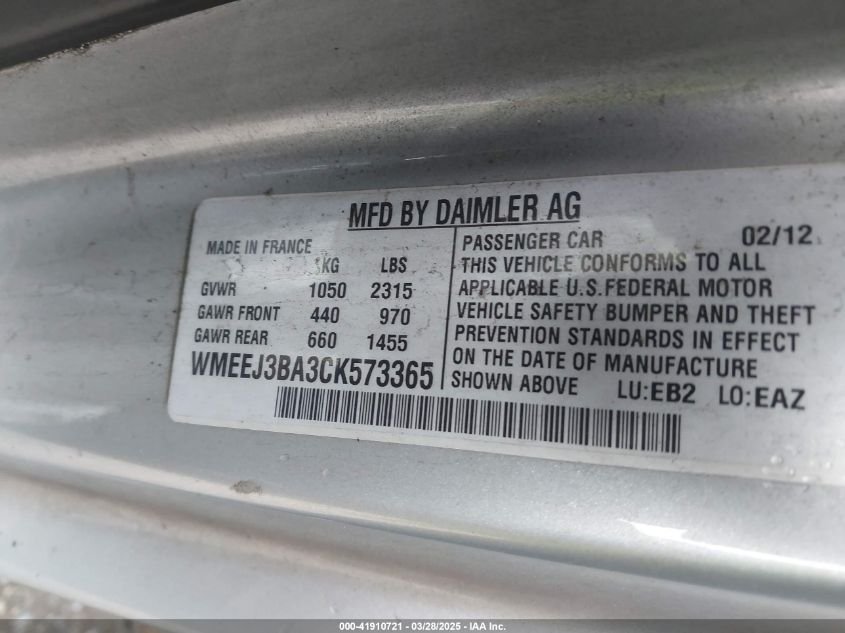 MFD BY DAIMLER AG
MADE IN FRANCE
KG LBS
GVWR 1050 2315
GAWR FRONT 440 970
GAWR REAR 660 1455
WMEEJ3BA3CK573365
PASSENGER CAR 02/12
THIS VEHICLE CONFORMS TO ALL
APPLICABLE U.S.FEDERAL MOTOR
VEHICLE SAFETY BUMPER AND THEFT
PREVENTION STANDARDS IN EFFECT
ON THE DATE OF MANUFACTURE
SHOWN ABOVE LU:EB2 LO:EAZ
000-41910721 — 03/28/2025 — IAA Inc.